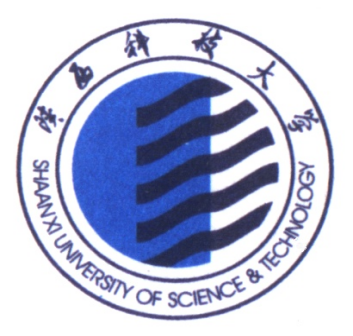 陕西科技大学
SHAANXI UNIVERSITY OF SCIENCE & TECHNOLOGY